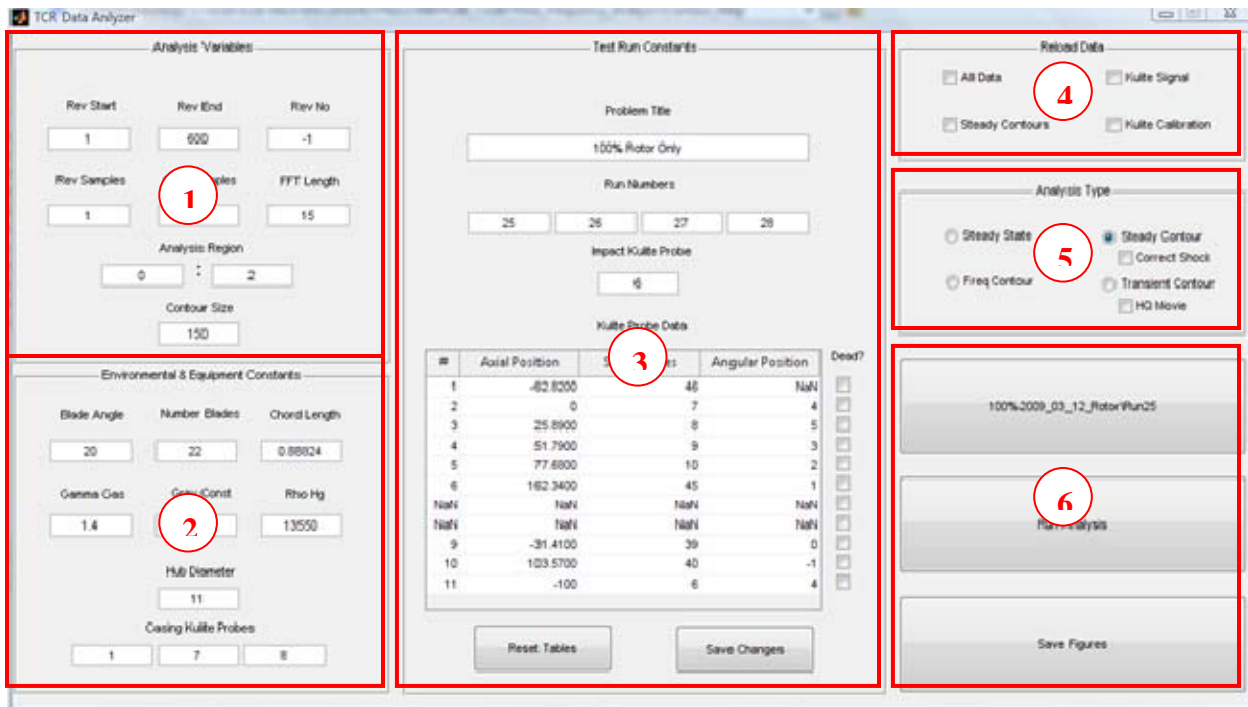 TCR Data Anlyzer
Analysis Variables
Rev Start Rev End Rev No
1 600 -1
Rev Samples FFT Length
1 15
Analysis Region
0 : 2
Contour Size
150
1
Environmental & Equipment Constants
Blade Angle Number Blades Chord Length
20 22 0.88824
Gamma Gas Grav Const Rho Hg
1.4 13550
2
Hub Diameter
11
Casing Kulite Probes
1 7 8
Test Run Constants
Problem Title
100% Rotor Only
Run Numbers
25 26 27 28
Impact Kulite Probe
6
Kulite Probe Data
3
# Axial Position Angular Position Dead?
1 -62.8200 46 NaN
2 0 7 4
3 25.8900 8 5
4 51.7900 9 3
5 77.6800 10 2
6 162.3400 45 1
NaN NaN NaN NaN
NaN NaN NaN NaN
9 -31.4100 39 0
10 103.5700 40 -1
11 -100 6 4
Reset Tables Save Changes
Reload Data
All Data Kulite Signal
4
Steady Contours Kulite Calibration
Analysis Type
Steady State Steady Contour
Correct Shock
5
Freq Contour Transient Contour
HQ Movie
100%\2009_03_12_Rotor\Run25
6
Run Analysis
Save Figures